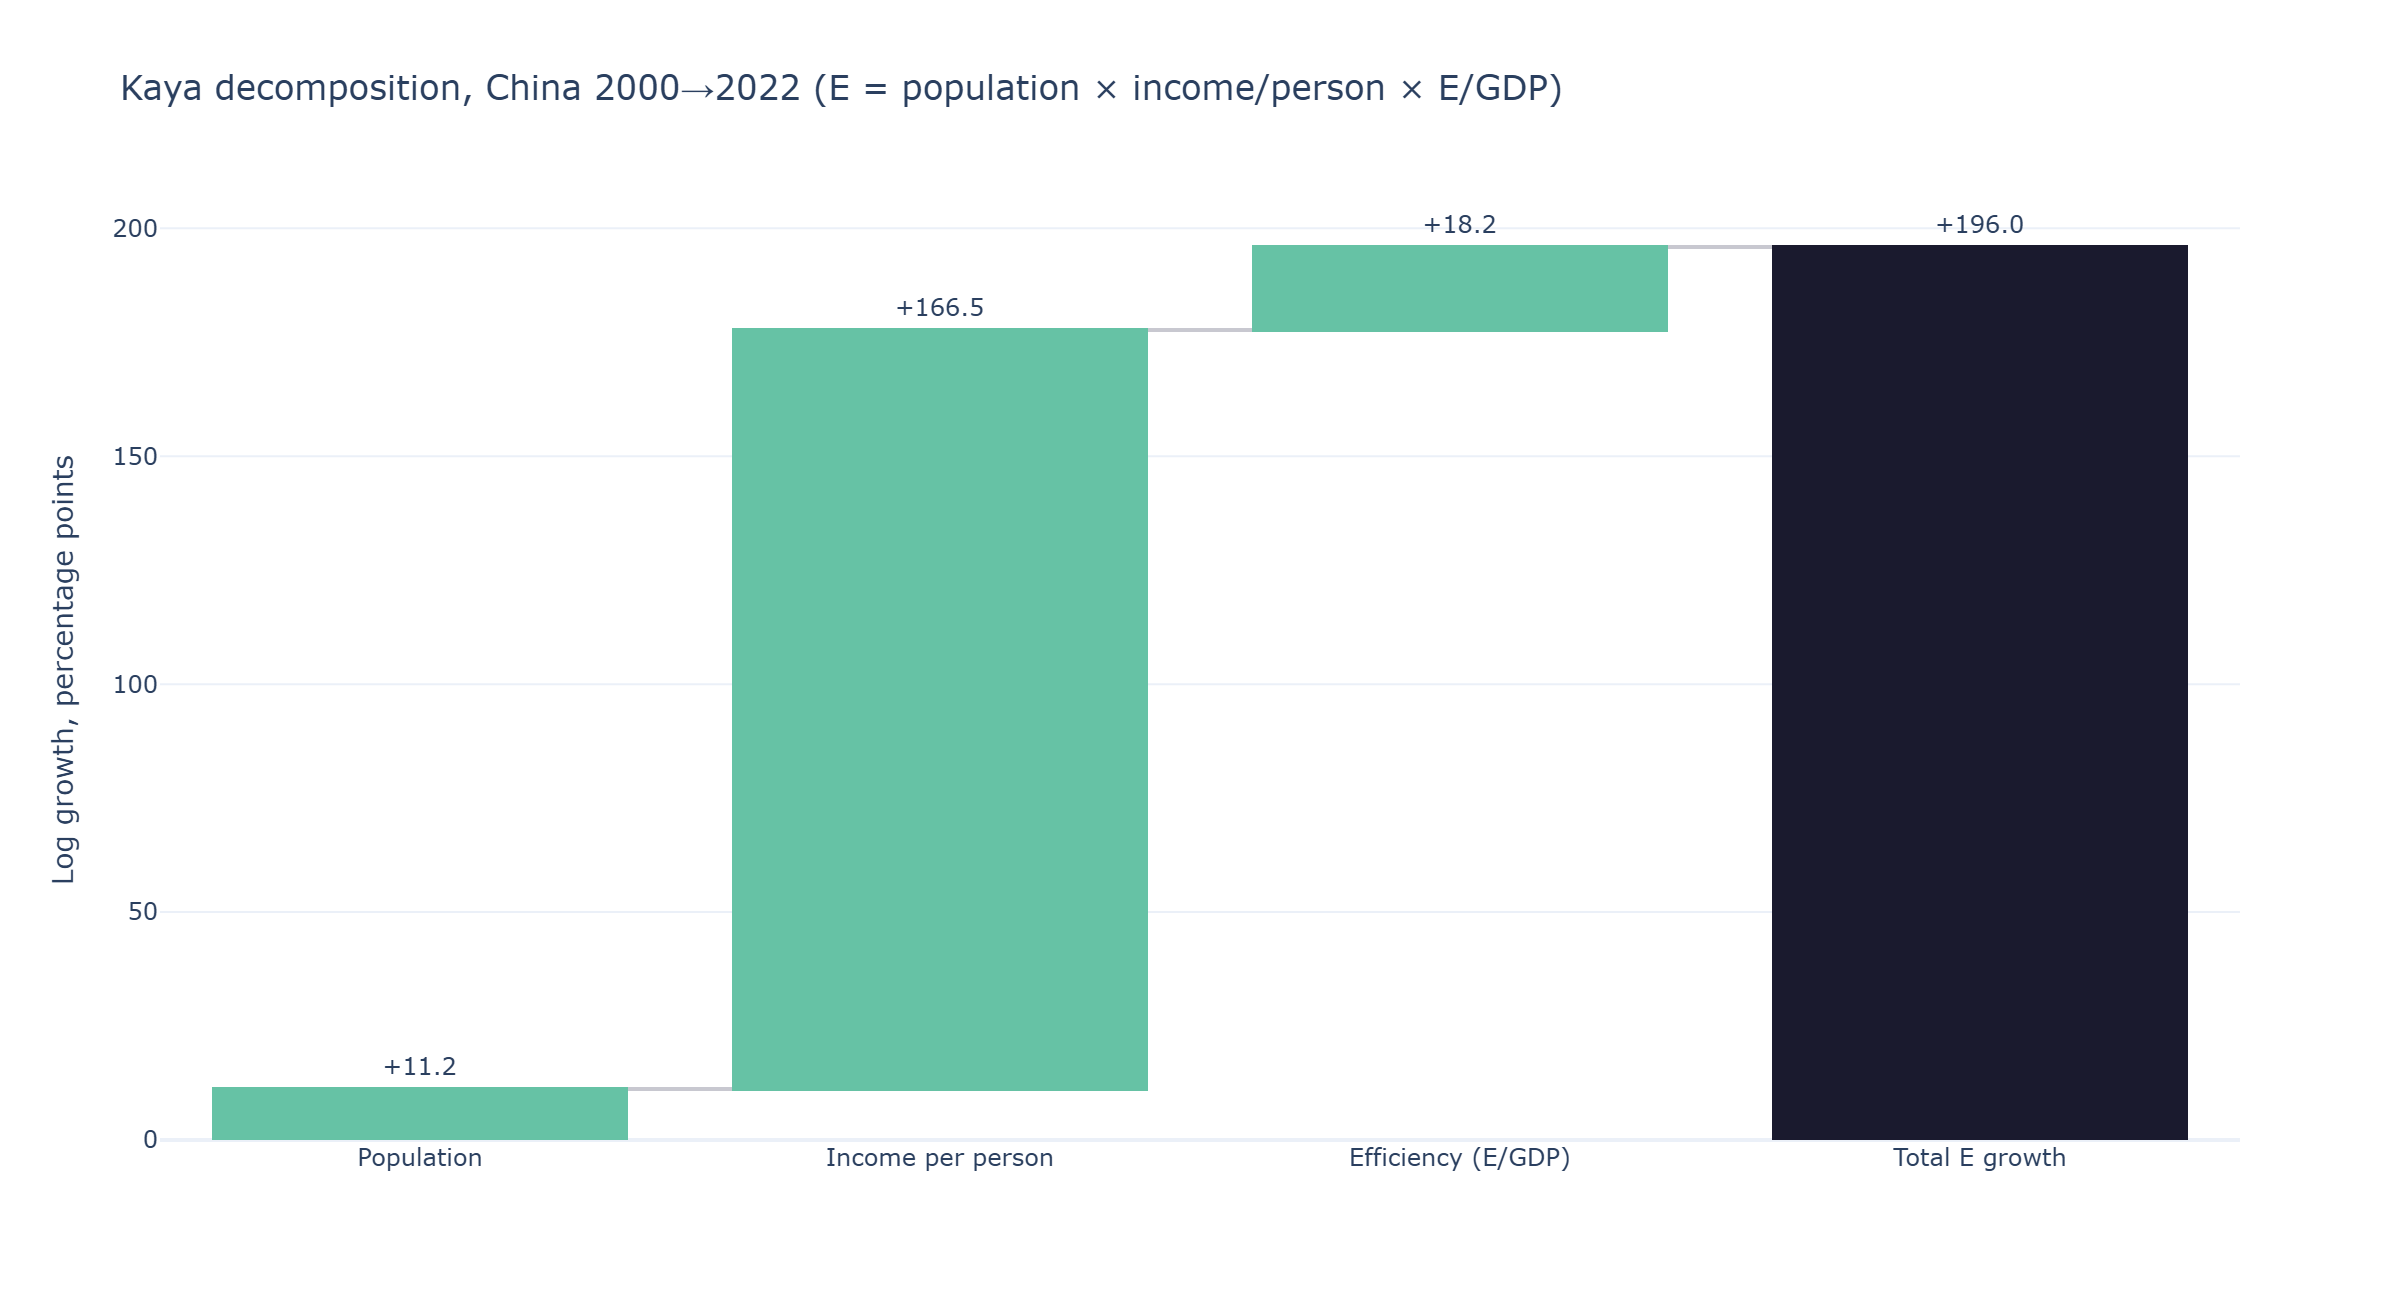 Kaya decomposition, China 2000→2022 (E = population × income/person × E/GDP)
Log growth, percentage points
200
150
100
50
0
+11.2
+166.5
+18.2
+196.0
Population
Income per person
Efficiency (E/GDP)
Total E growth